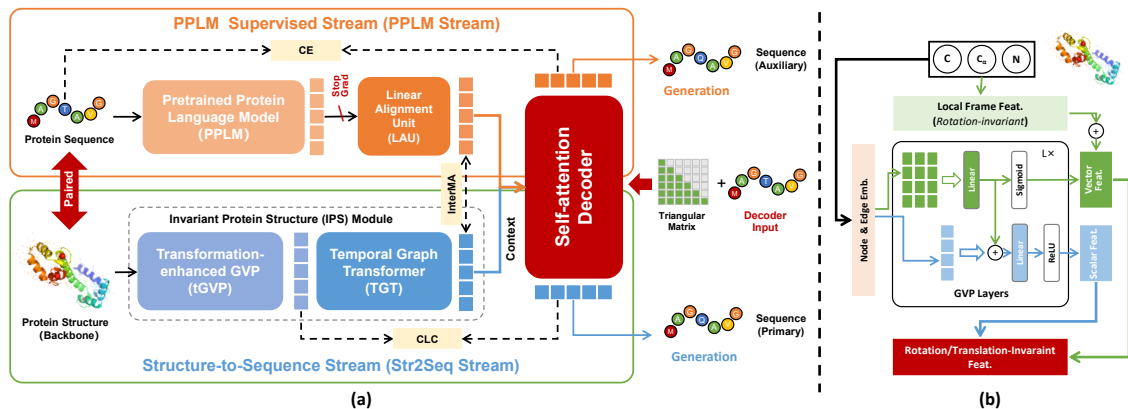 PPLM Supervised Stream (PPLM Stream)
CE
M A G T A V G
Protein Sequence
Pretrained Protein
Language Model
(PPLM)
Stop
Grad
Linear
Alignment
Unit
(LAU)
Paired
InterMA
Context
Self-attention
Decoder
M A G D A V G
Sequence
(Auxiliary)
Generation
Triangular
Matrix
+
M A G T A V G
Decoder
Input
Invariant Protein Structure (IPS) Module
Transformation-
enhanced GVP
(tGVP)
Temporal Graph
Transformer
(TGT)
Protein Structure
(Backbone)
CLC
M A G D A V G
Sequence
(Primary)
Generation
Structure-to-Sequence Stream (Str2Seq Stream)
(a)
C Cα N
Local Frame Feat.
(Rotation-invariant)
+
L×
Node & Edge Emb.
Linear
Sigmoid
Vector
Feat.
+
Linear
ReLU
Scalar Feat.
GVP Layers
Rotation/Translation-Invaraint
Feat.
(b)